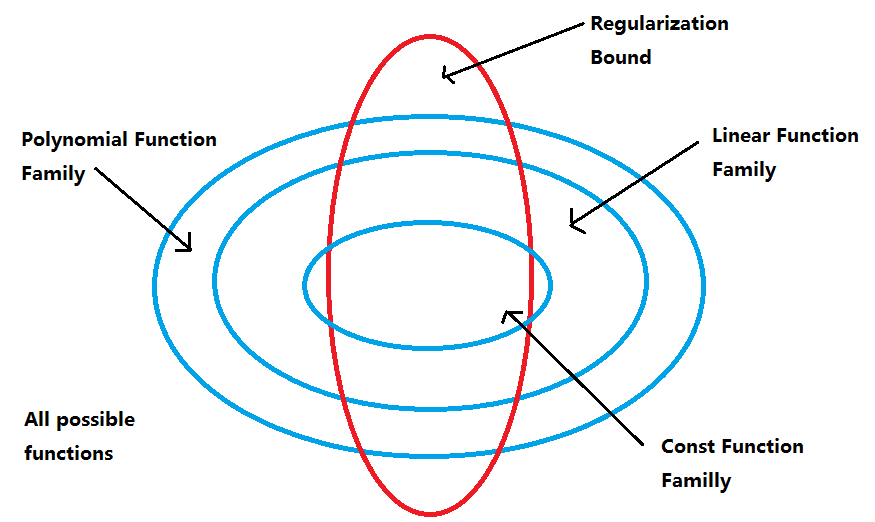 Regularization
Bound
Polynomial Function
Family
Linear Function
Family
All possible
functions
Const Function
Familly